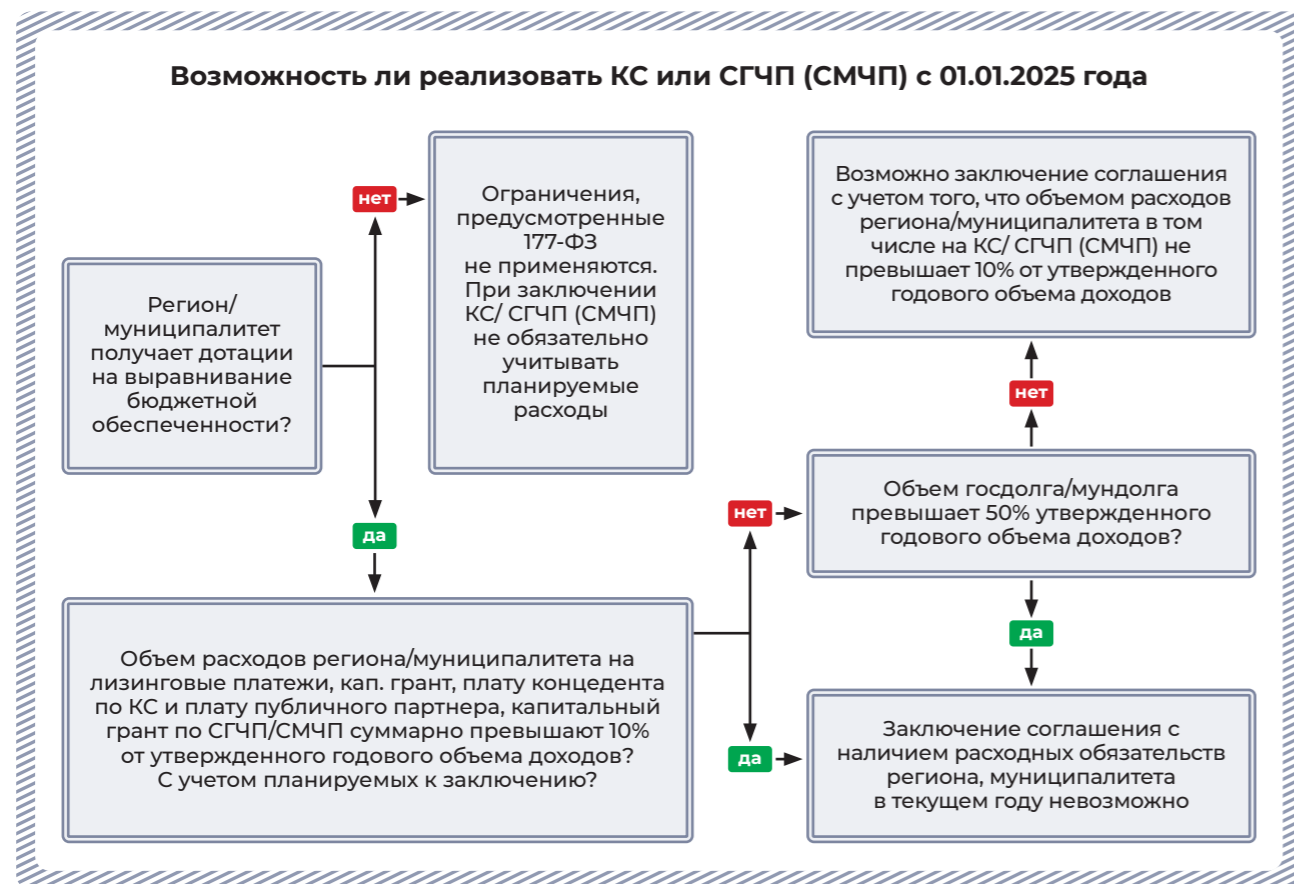 Возможность ли реализовать КС или СГЧП (СМЧП) с 01.01.2025 года
Регион/
муниципалитет
получает дотации
на выравнивание
бюджетной
обеспеченности?
нет
Ограничения,
предусмотренные
177-ФЗ
не применяются.
При заключении
КС/ СГЧП (СМЧП)
не обязательно
учитывать
планируемые
расходы
да
Объем расходов региона/муниципалитета на
лизинговые платежи, кап. грант, плату концедента
по КС и плату публичного партнера, капитальный
грант по СГЧП/СМЧП суммарно превышают 10%
от утвержденного годового объема доходов?
С учетом планируемых к заключению?
нет
Объем госдолга/мундолга
превышает 50% утвержденного
годового объема доходов?
нет
Возможно заключение соглашения
с учетом того, что объемом расходов
региона/муниципалитета в том
числе на КС/ СГЧП (СМЧП) не
превышает 10% от утвержденного
годового объема доходов
да
да
Заключение соглашения с
наличием расходных обязательств
региона, муниципалитета
в текущем году невозможно